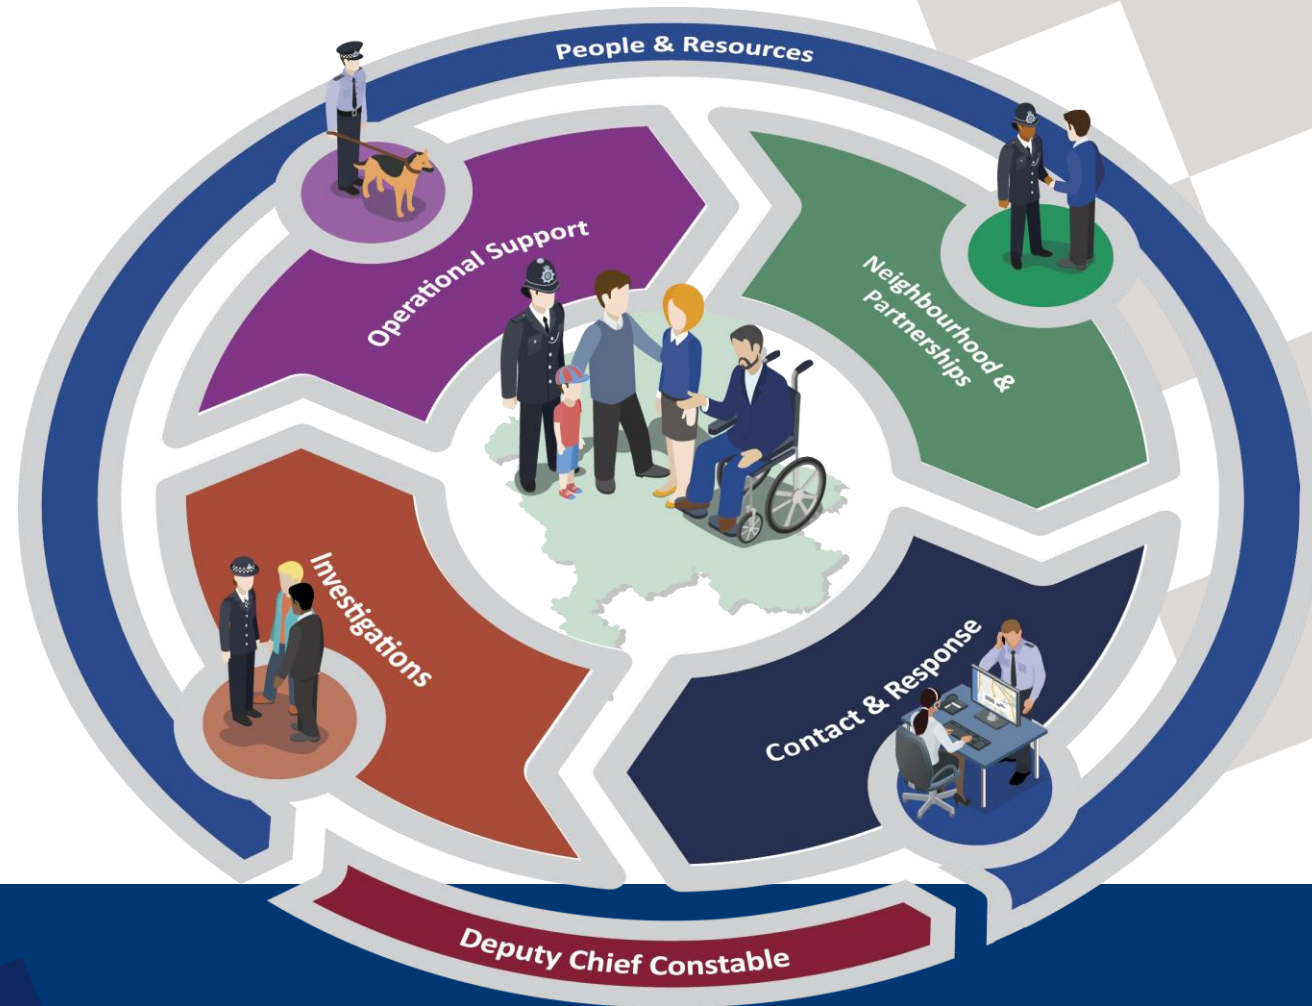 People & Resources
Operational Support
Neighbourhood &
Partnerships
Investigations
Contact & Response
Deputy Chief Constable